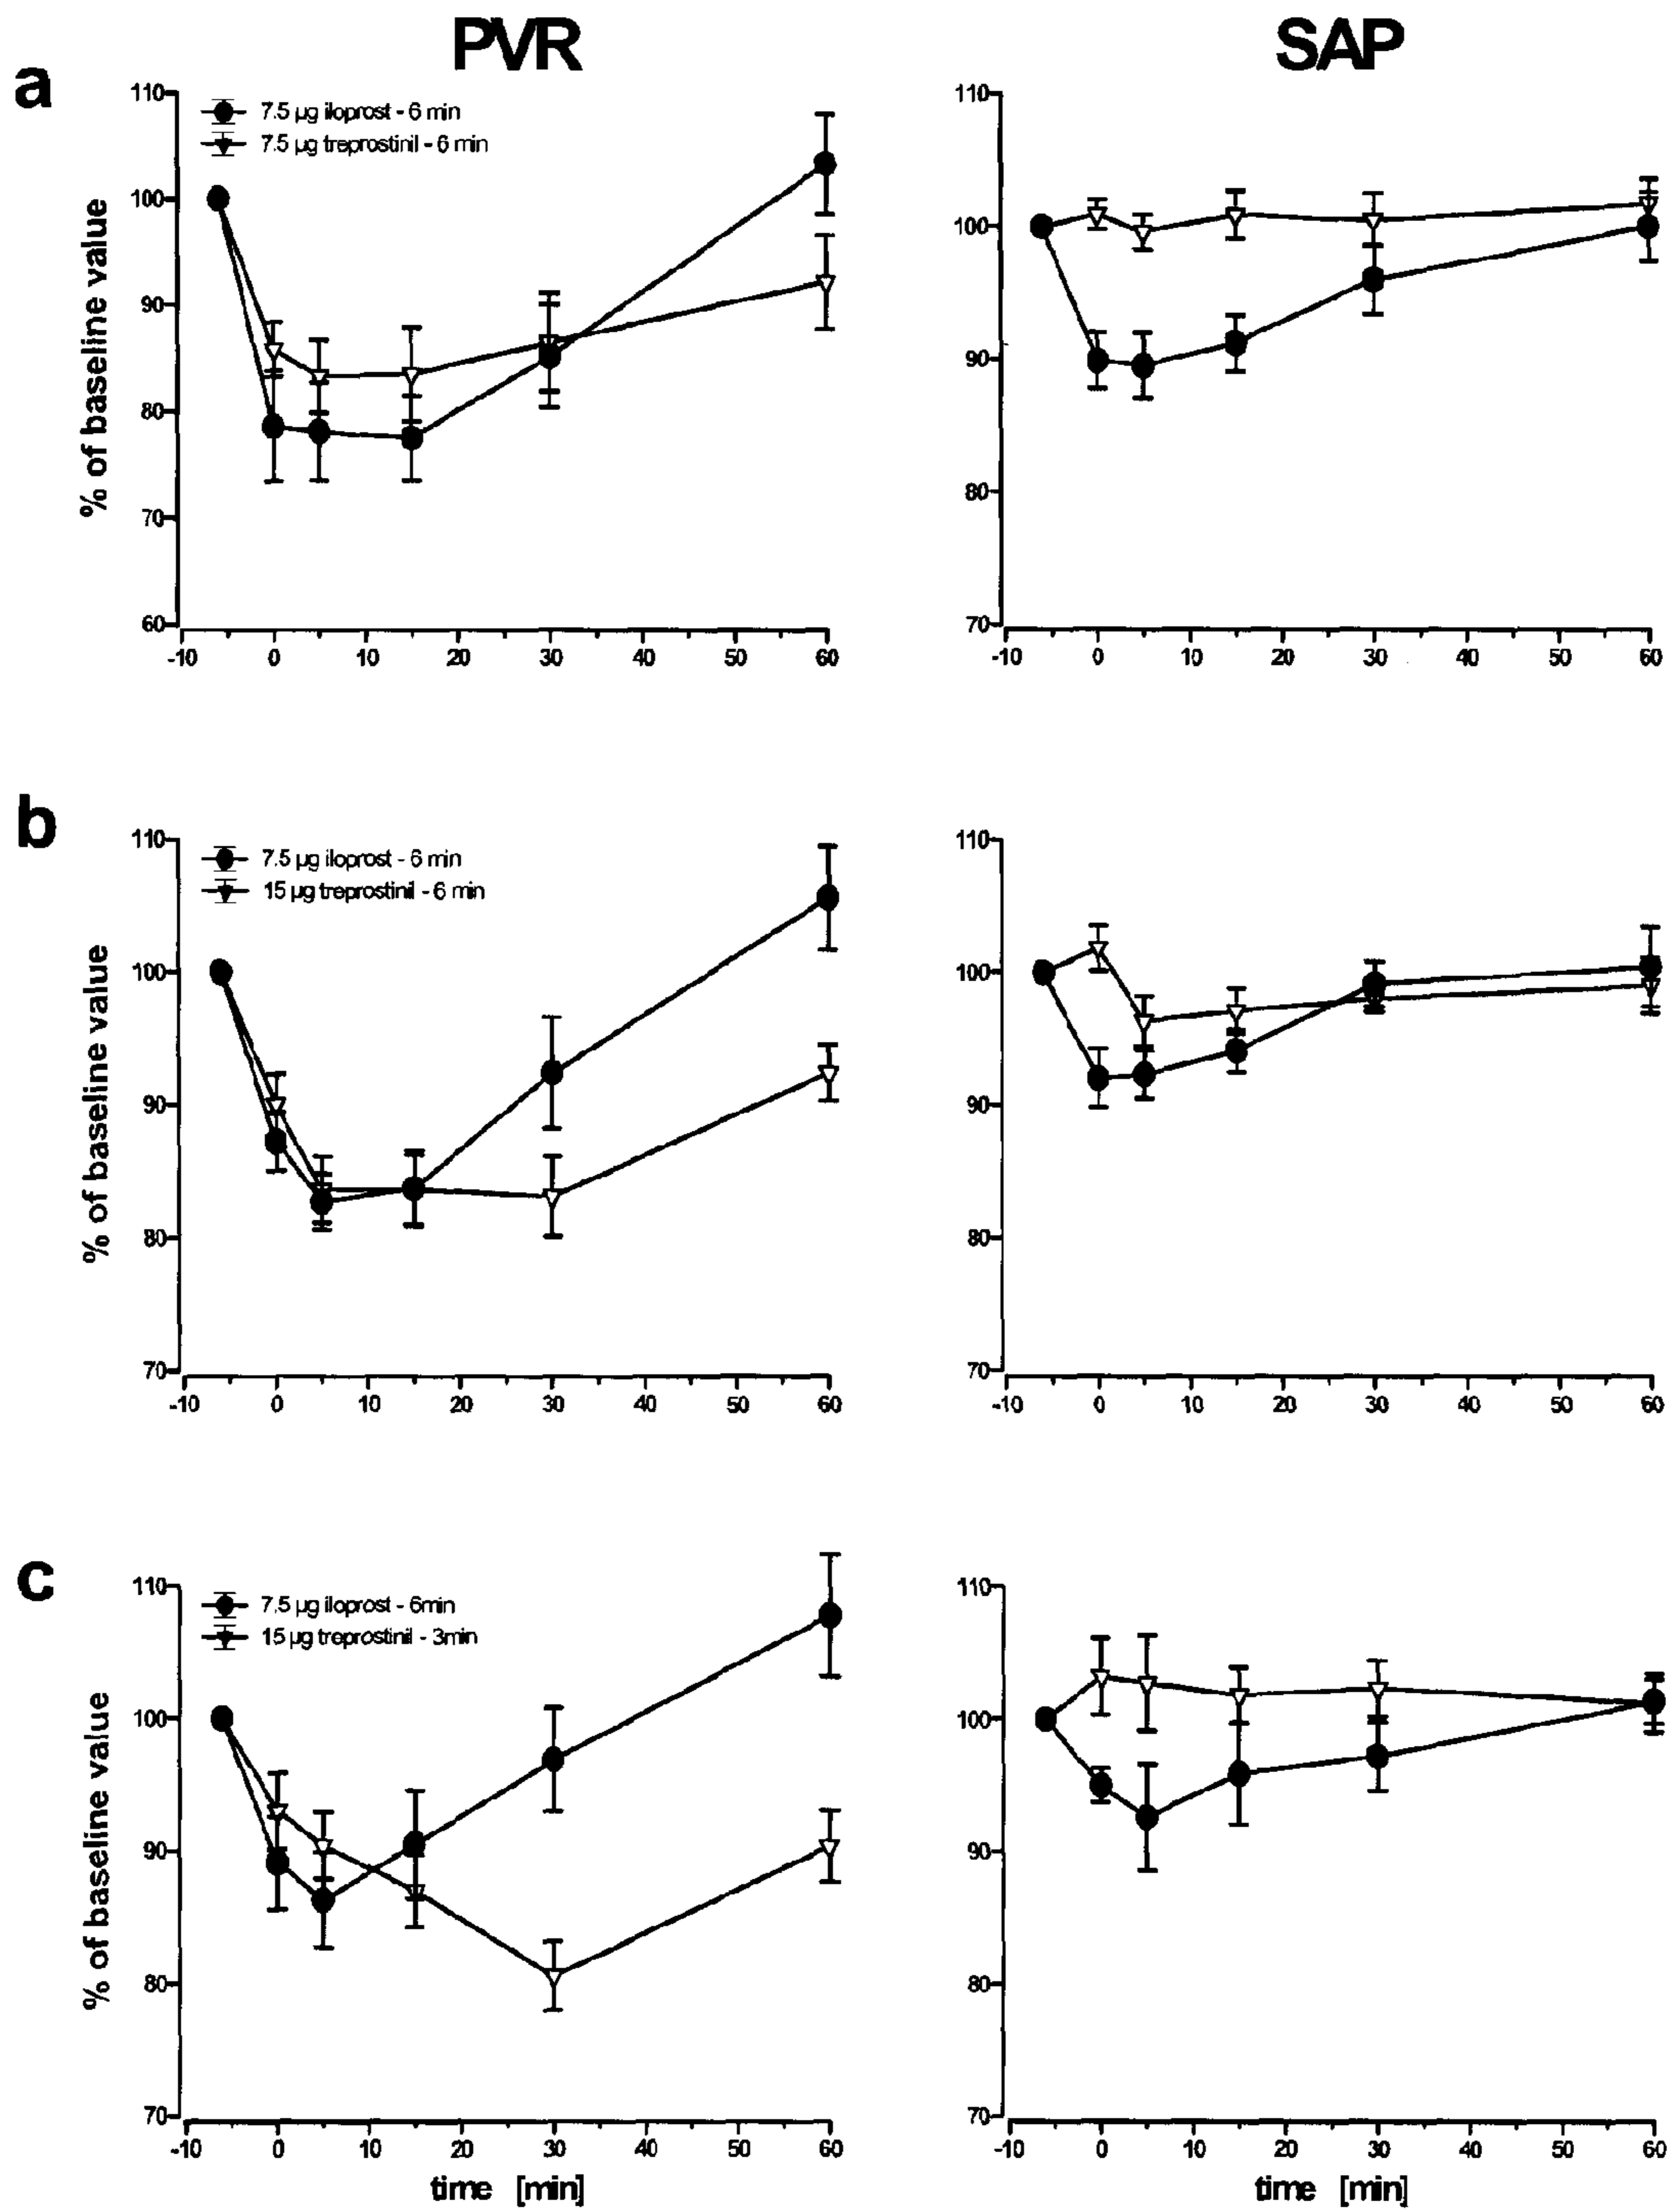 PVR
SAP
a
7.5 µg iloprost - 6 min
7.5 µg treprostinil - 6 min
% of baseline value
110
100
90
80
70
60
-10 0 10 20 30 40 50 60
110
100
90
80
70
-10 0 10 20 30 40 50 60
b
7.5 µg iloprost - 6 min
15 µg treprostinil - 6 min
% of baseline value
110
100
90
80
70
-10 0 10 20 30 40 50 60
110
100
90
80
70
-10 0 10 20 30 40 50 60
c
7.5 µg iloprost - 6min
15 µg treprostinil - 3min
% of baseline value
110
100
90
80
70
-10 0 10 20 30 40 50 60
time [min]
110
100
90
80
70
-10 0 10 20 30 40 50 60
time [min]